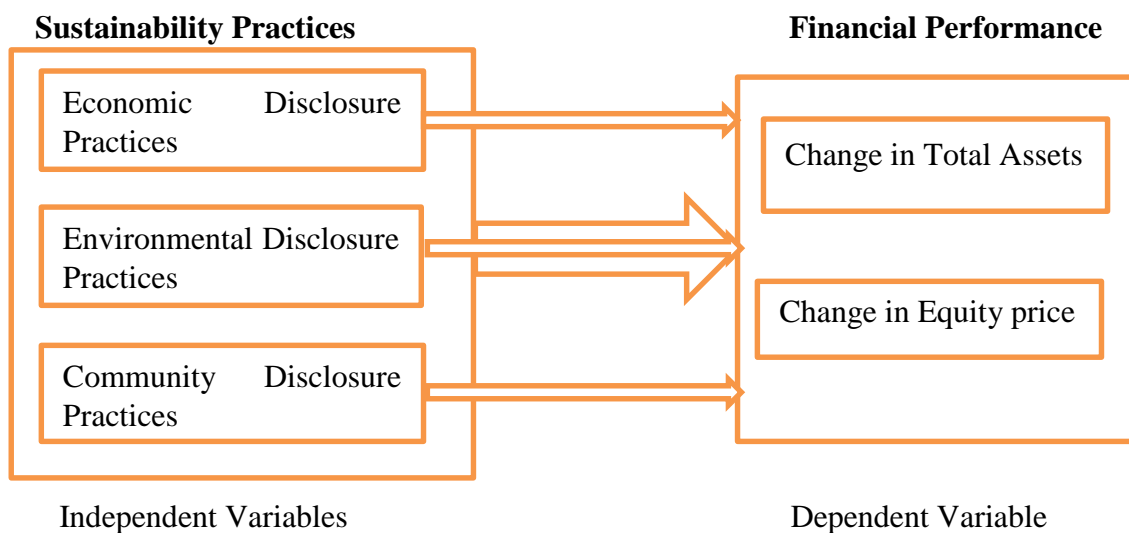 Sustainability Practices
Financial Performance
Economic Disclosure
Practices
Change in Total Assets
Environmental Disclosure
Practices
Change in Equity price
Community Disclosure
Practices
Independent Variables
Dependent Variable